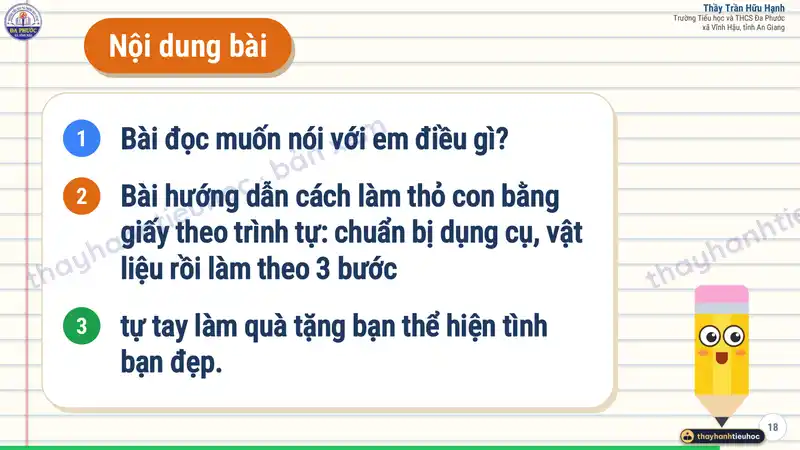 Thầy Trần Hữu Hạnh
Trường Tiểu học và THCS Đa Phước
xã Vĩnh Hậu, tỉnh An Giang
ĐA PHƯỚC
Nội dung bài
1 Bài đọc muốn nói với em điều gì?
2 Bài hướng dẫn cách làm thỏ con bằng
giấy theo trình tự: chuẩn bị dụng cụ, vật
liệu rồi làm theo 3 bước
3 tự tay làm quà tặng bạn thể hiện tình
bạn đẹp.
thayhanhtieuhoc
18